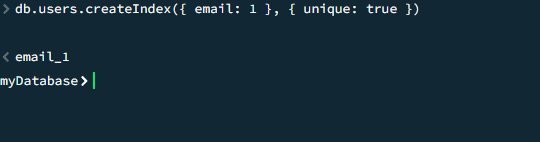 > db.users.createIndex({ email: 1 }, { unique: true })
< email_1
myDatabase>